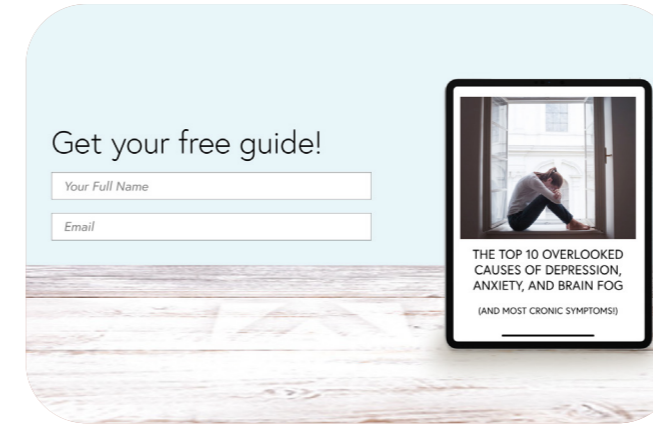 Get your free guide!
Your Full Name
Email
THE TOP 10 OVERLOOKED
CAUSES OF DEPRESSION,
ANXIETY, AND BRAIN FOG
(AND MOST CRONIC SYMPTOMS!)